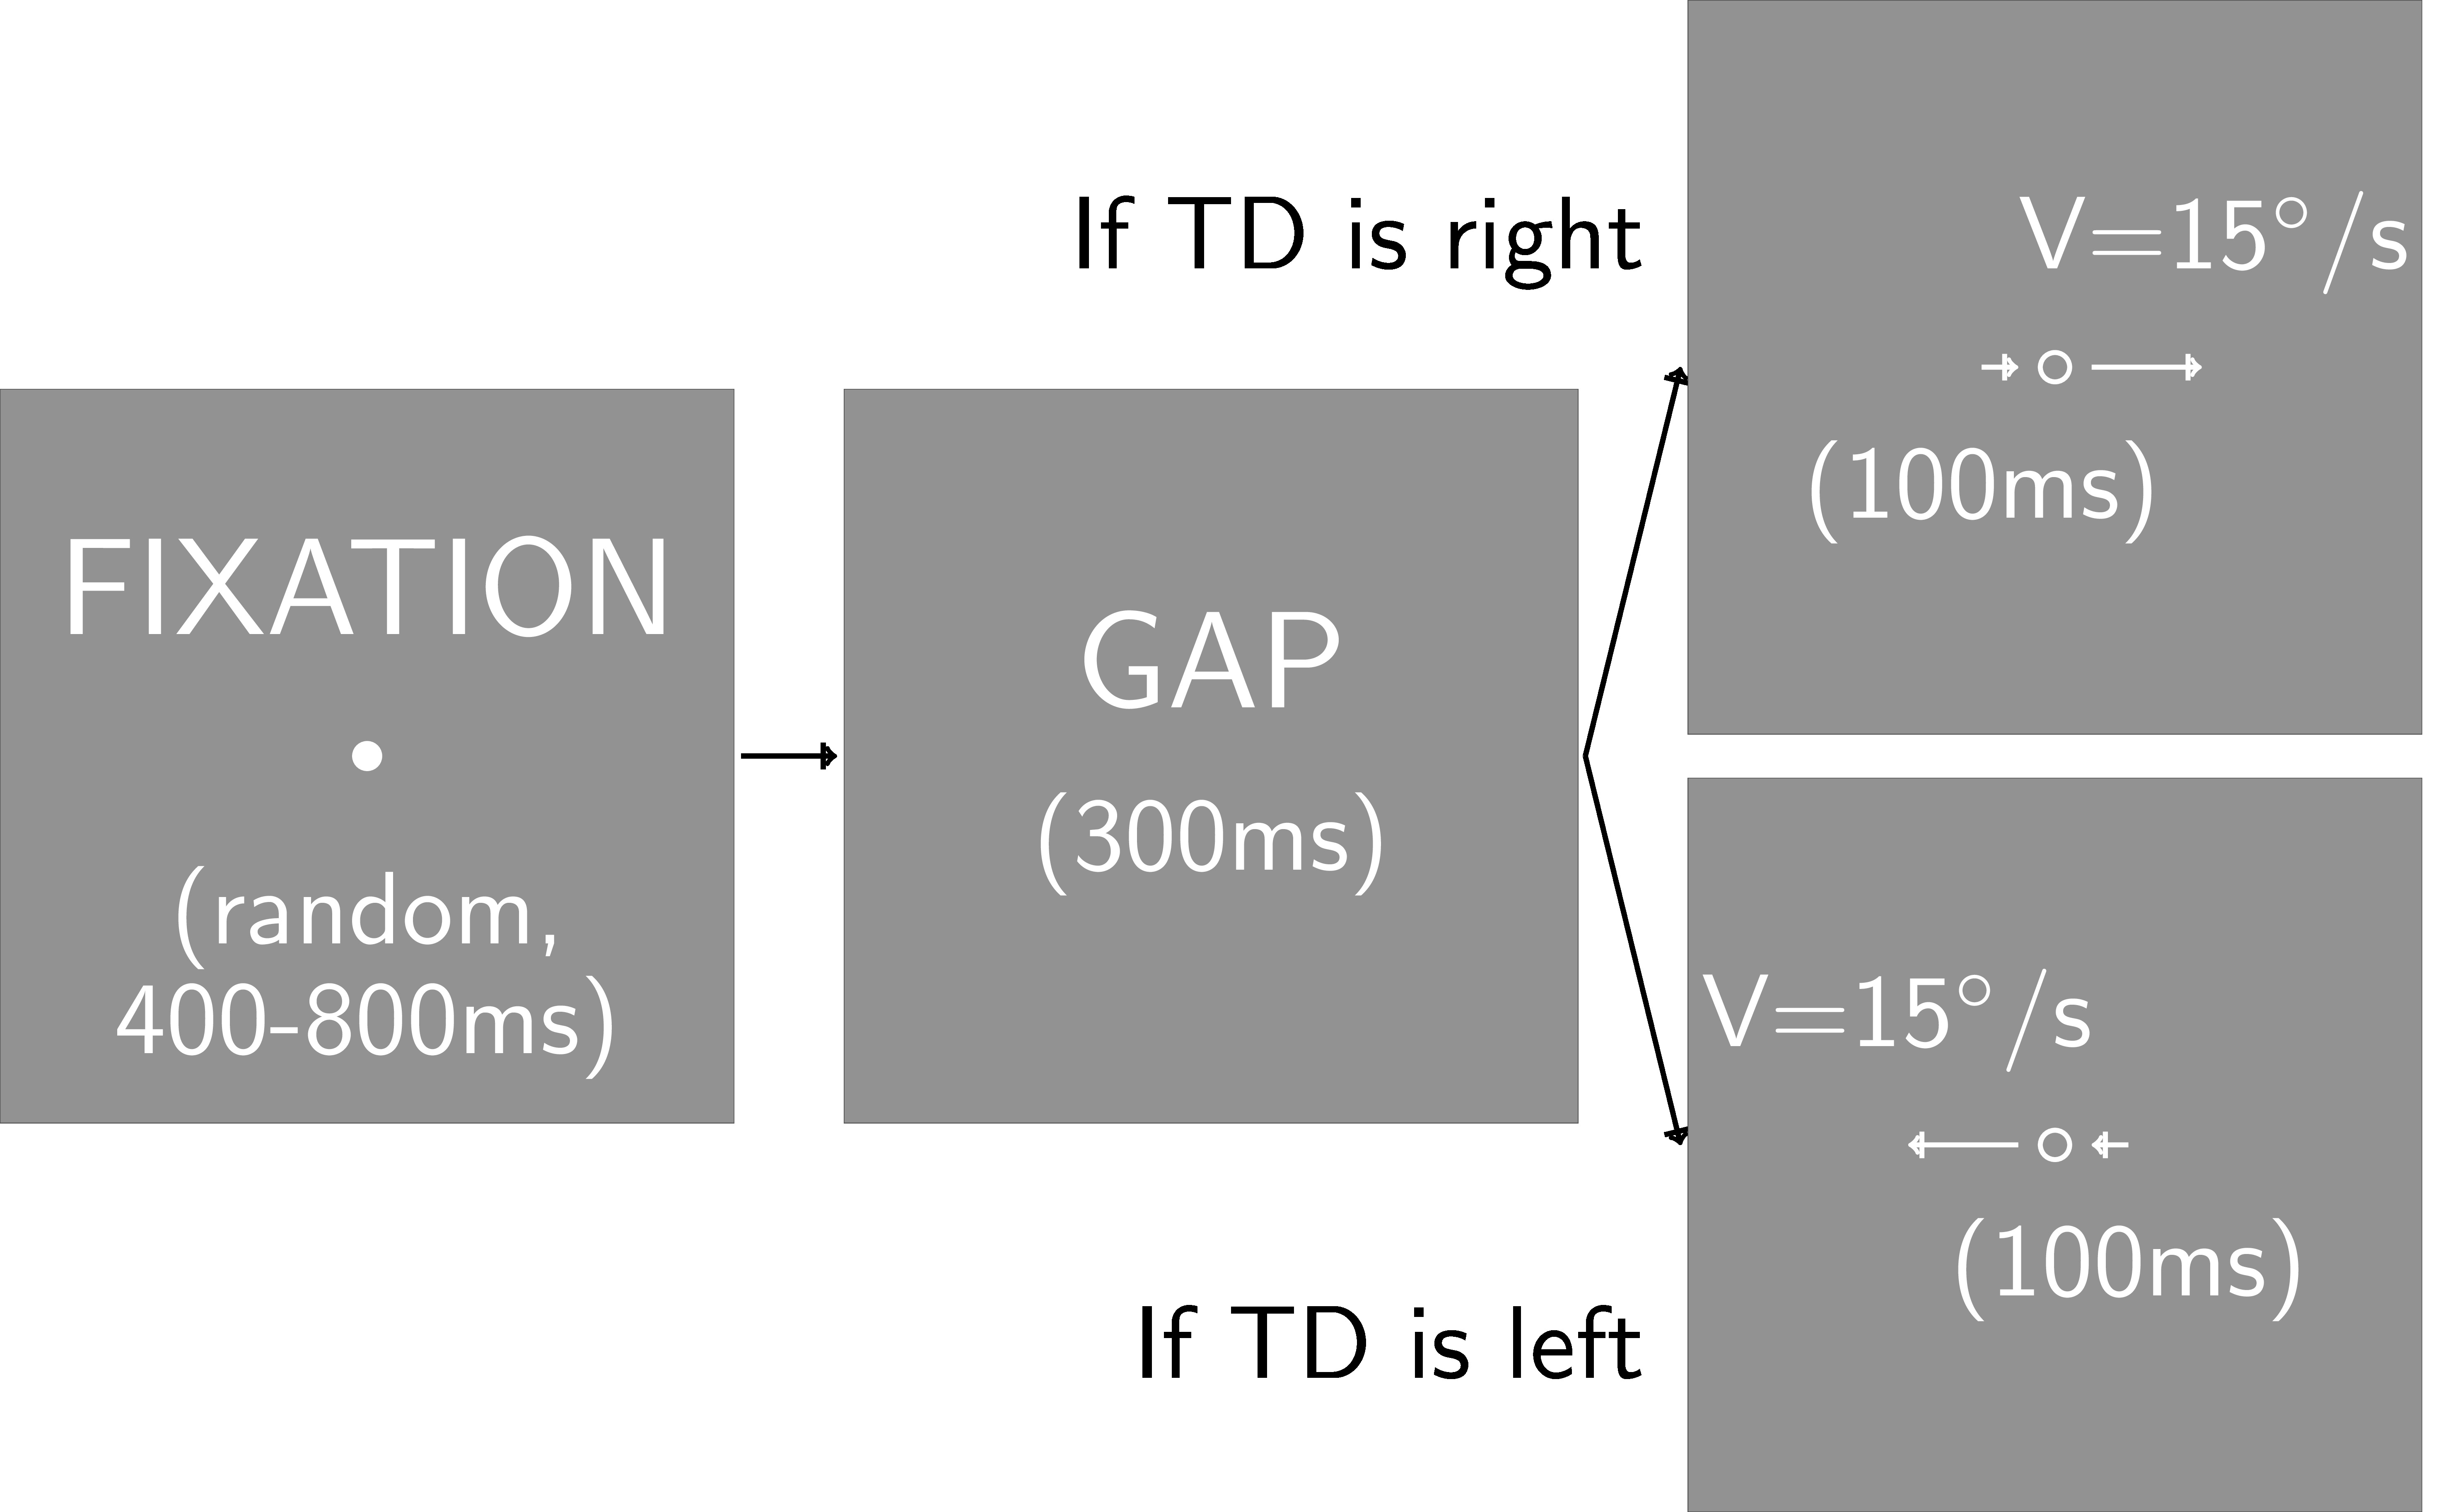 FIXATION
(random,
400–800ms)
GAP
(300ms)
If TD is right
V=15°/s
(100ms)
If TD is left
V=15°/s
(100ms)